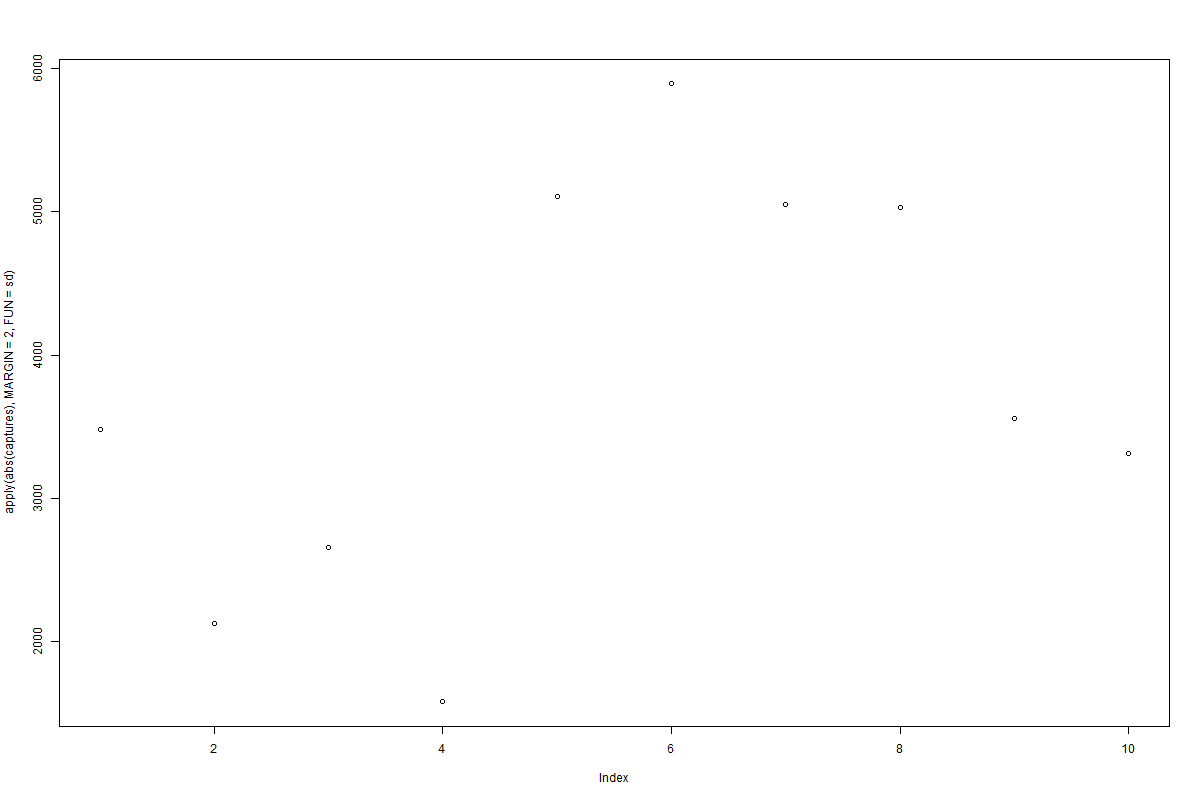 6000
5000
4000
3000
2000
apply(abs(captures), MARGIN = 2, FUN = sd)
2 4 6 8 10
Index